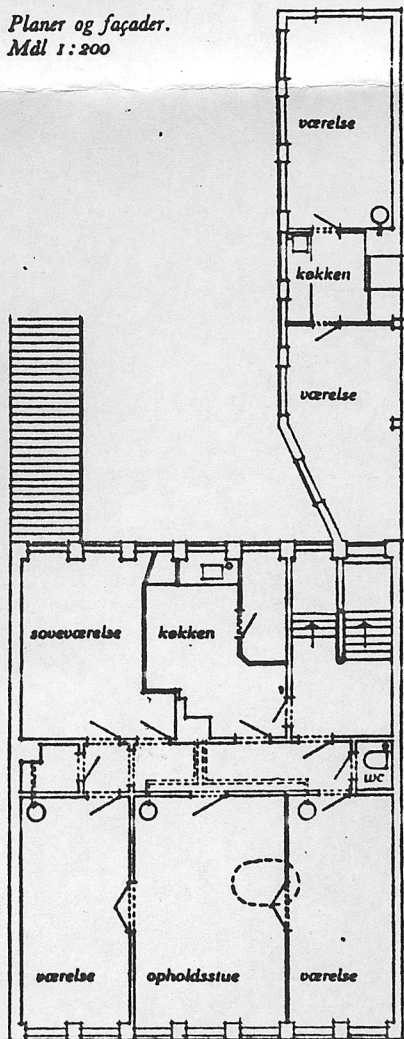 Planer og façader.
Mål 1:200
værelse
køkken
værelse
soveværelse
køkken
wc
værelse
opholdsstue
værelse